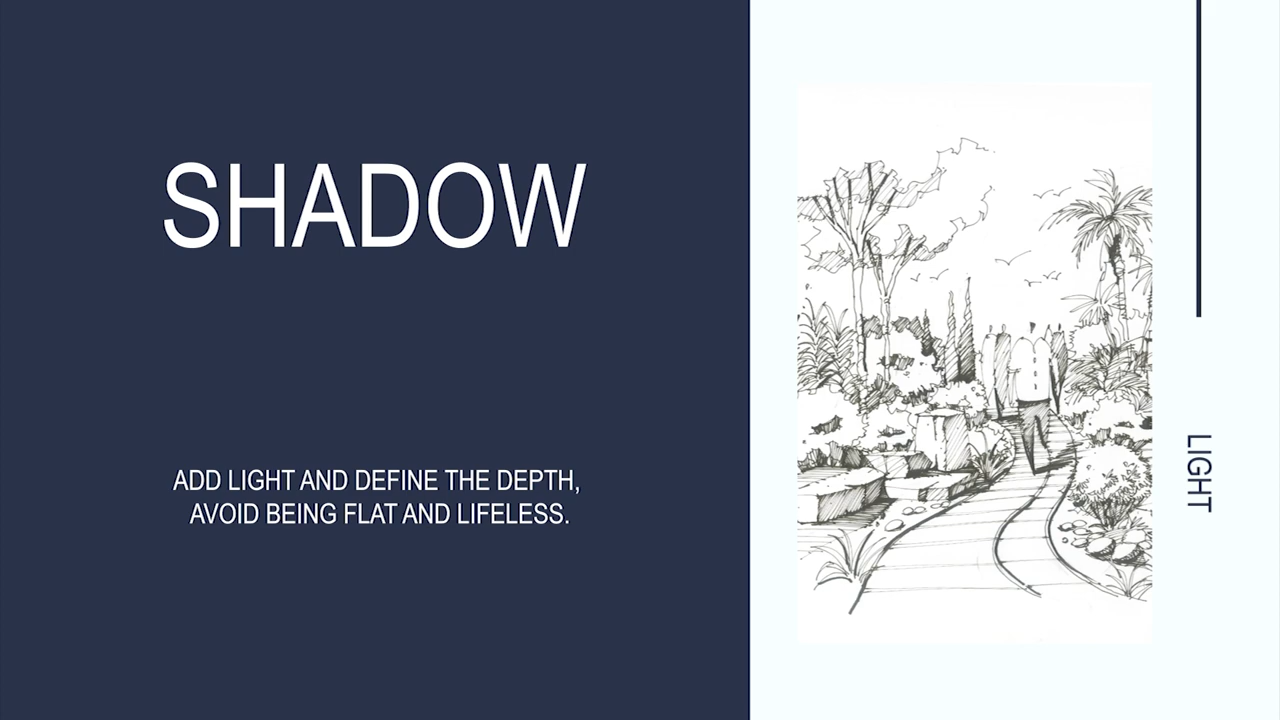 SHADOW
ADD LIGHT AND DEFINE THE DEPTH,
AVOID BEING FLAT AND LIFELESS.
LIGHT